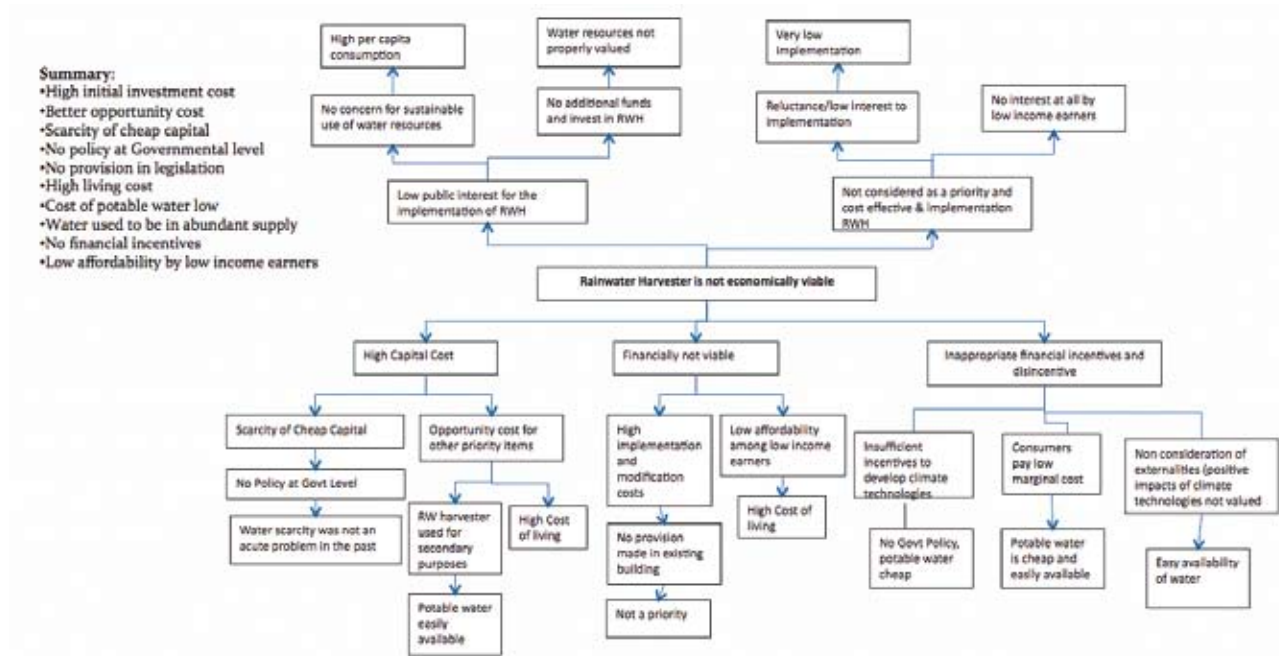 High per capita
consumption
Water resources not
properly valued
Very low
Implementation
Summary:
•High initial investment cost
•Better opportunity cost
•Scarcity of cheap capital
•No policy at Governmental level
•No provision in legislation
•High living cost
•Cost of potable water low
•Water used to be in abundant supply
•No financial incentives
•Low affordability by low income earners
No concern for sustainable
use of water resources
No additional funds
and invest in RWH
Reluctance/low interest to
implementation
No interest at all by
low income earners
Low public interest for the
implementation of RWH
Not considered as a priority and
cost effective & implementation
RWH
Rainwater Harvester is not economically viable
High Capital Cost
Financially not viable
Inappropriate financial incentives and
disincentive
Scarcity of Cheap Capital
Opportunity cost for
other priority items
High
implementation
and
modification
costs
Low affordability
among low income
earners
Insufficient
incentives to
develop climate
technologies
Consumers
pay low
marginal cost
Non consideration of
externalities (positive
impacts of climate
technologies not valued
No Policy at Govt Level
Water scarcity was not an
acute problem in the past
RW harvester
used for
secondary
purposes
High Cost
of living
No provision
made in existing
building
High Cost of
living
No Govt Policy,
potable water
cheap
Potable water
is cheap and
easily available
Easy availability
of water
Potable water
easily
available
Not a priority